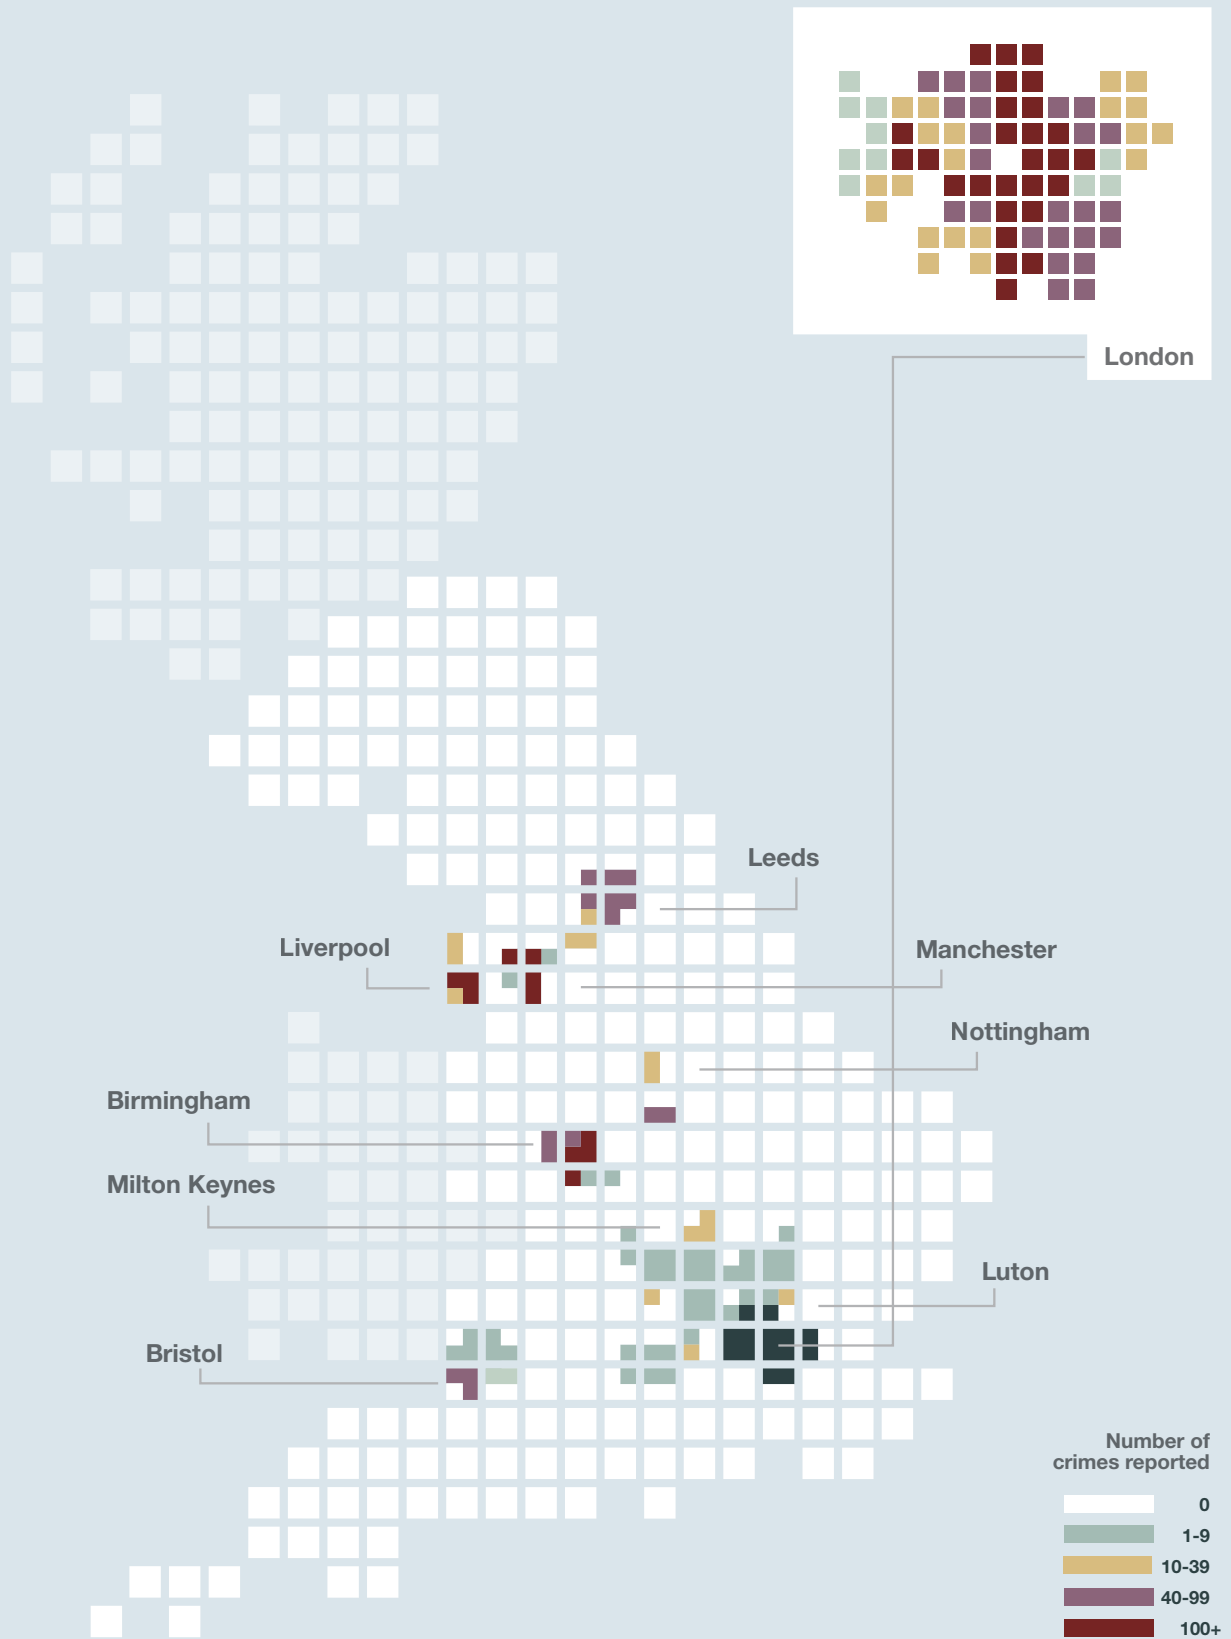 London
Leeds
Liverpool
Manchester
Nottingham
Birmingham
Milton Keynes
Luton
Bristol
Number of
crimes reported
0
1-9
10-39
40-99
100+